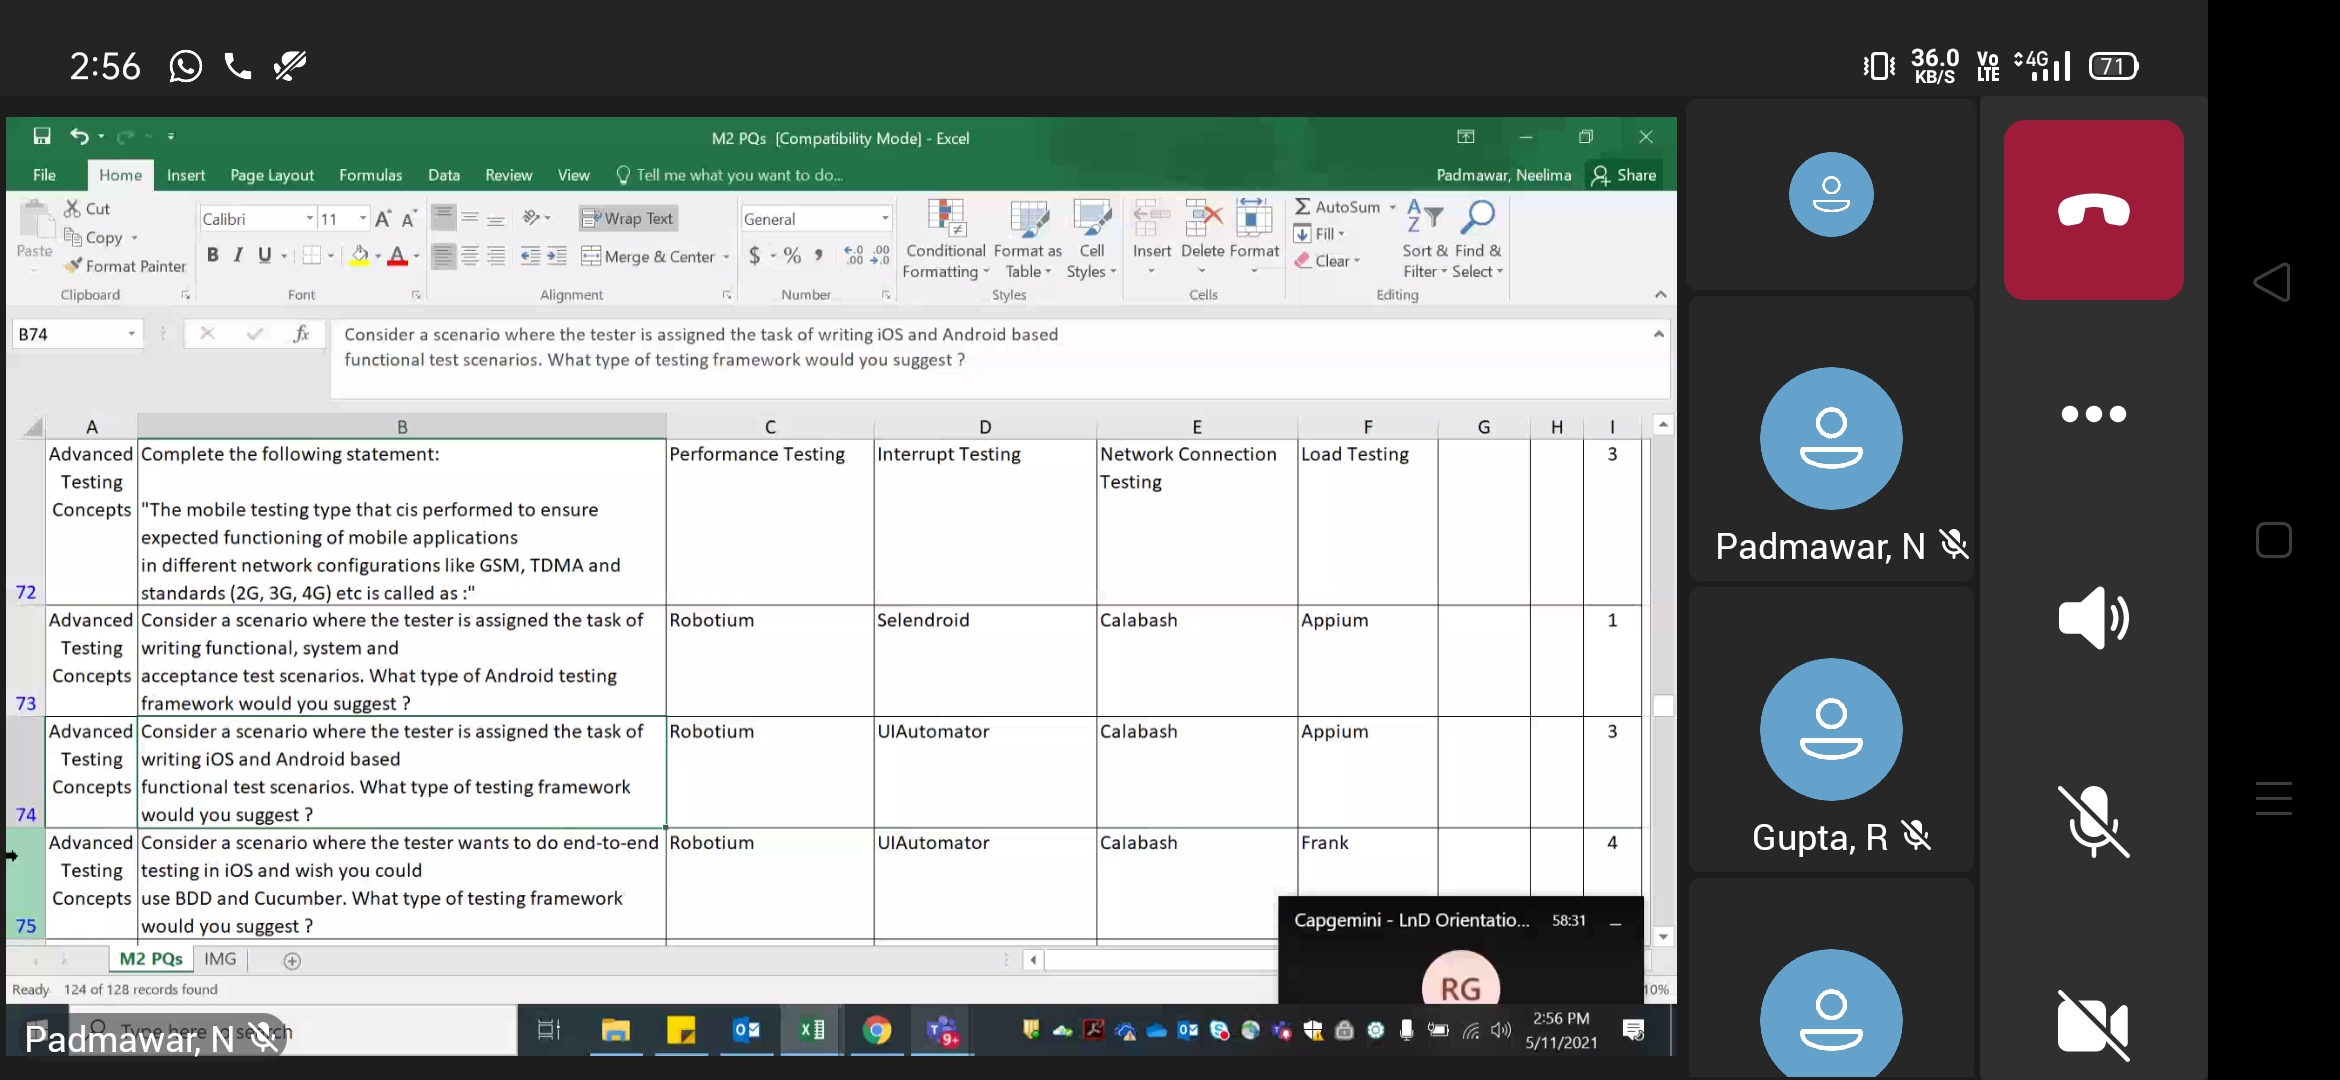 2:56
36.0 KB/S Vo LTE 4G 71
M2 PQs [Compatibility Mode] - Excel
File Home Insert Page Layout Formulas Data Review View Tell me what you want to do...
Padmawar, Neelima Share
Paste
Cut
Copy
Format Painter
Clipboard
Calibri 11 A A
B I U A
Font
Wrap Text
Merge & Center
Alignment
General
$ % , .0 .00 .00 .0
Number
Conditional Formatting
Format as Table
Cell Styles
Styles
Insert Delete Format
Cells
AutoSum
Fill
Clear
Sort & Filter
Find & Select
Editing
B74
fx
Consider a scenario where the tester is assigned the task of writing iOS and Android based
functional test scenarios. What type of testing framework would you suggest ?
A B C D E F G H I
72
Advanced
Testing
Concepts
Complete the following statement:
"The mobile testing type that cis performed to ensure
expected functioning of mobile applications
in different network configurations like GSM, TDMA and
standards (2G, 3G, 4G) etc is called as :"
Performance Testing
Interrupt Testing
Network Connection
Testing
Load Testing
3
73
Advanced
Testing
Concepts
Consider a scenario where the tester is assigned the task of
writing functional, system and
acceptance test scenarios. What type of Android testing
framework would you suggest ?
Robotium
Selendroid
Calabash
Appium
1
74
Advanced
Testing
Concepts
Consider a scenario where the tester is assigned the task of
writing iOS and Android based
functional test scenarios. What type of testing framework
would you suggest ?
Robotium
UIAutomator
Calabash
Appium
3
75
Advanced
Testing
Concepts
Consider a scenario where the tester wants to do end-to-end
testing in iOS and wish you could
use BDD and Cucumber. What type of testing framework
would you suggest ?
Robotium
UIAutomator
Calabash
Frank
4
Capgemini - LnD Orientatio... 58:31
RG
M2 PQs IMG
Ready 124 of 128 records found
10%
Type here to search
9+
2:56 PM
5/11/2021
Padmawar, N
Padmawar, N
Gupta, R